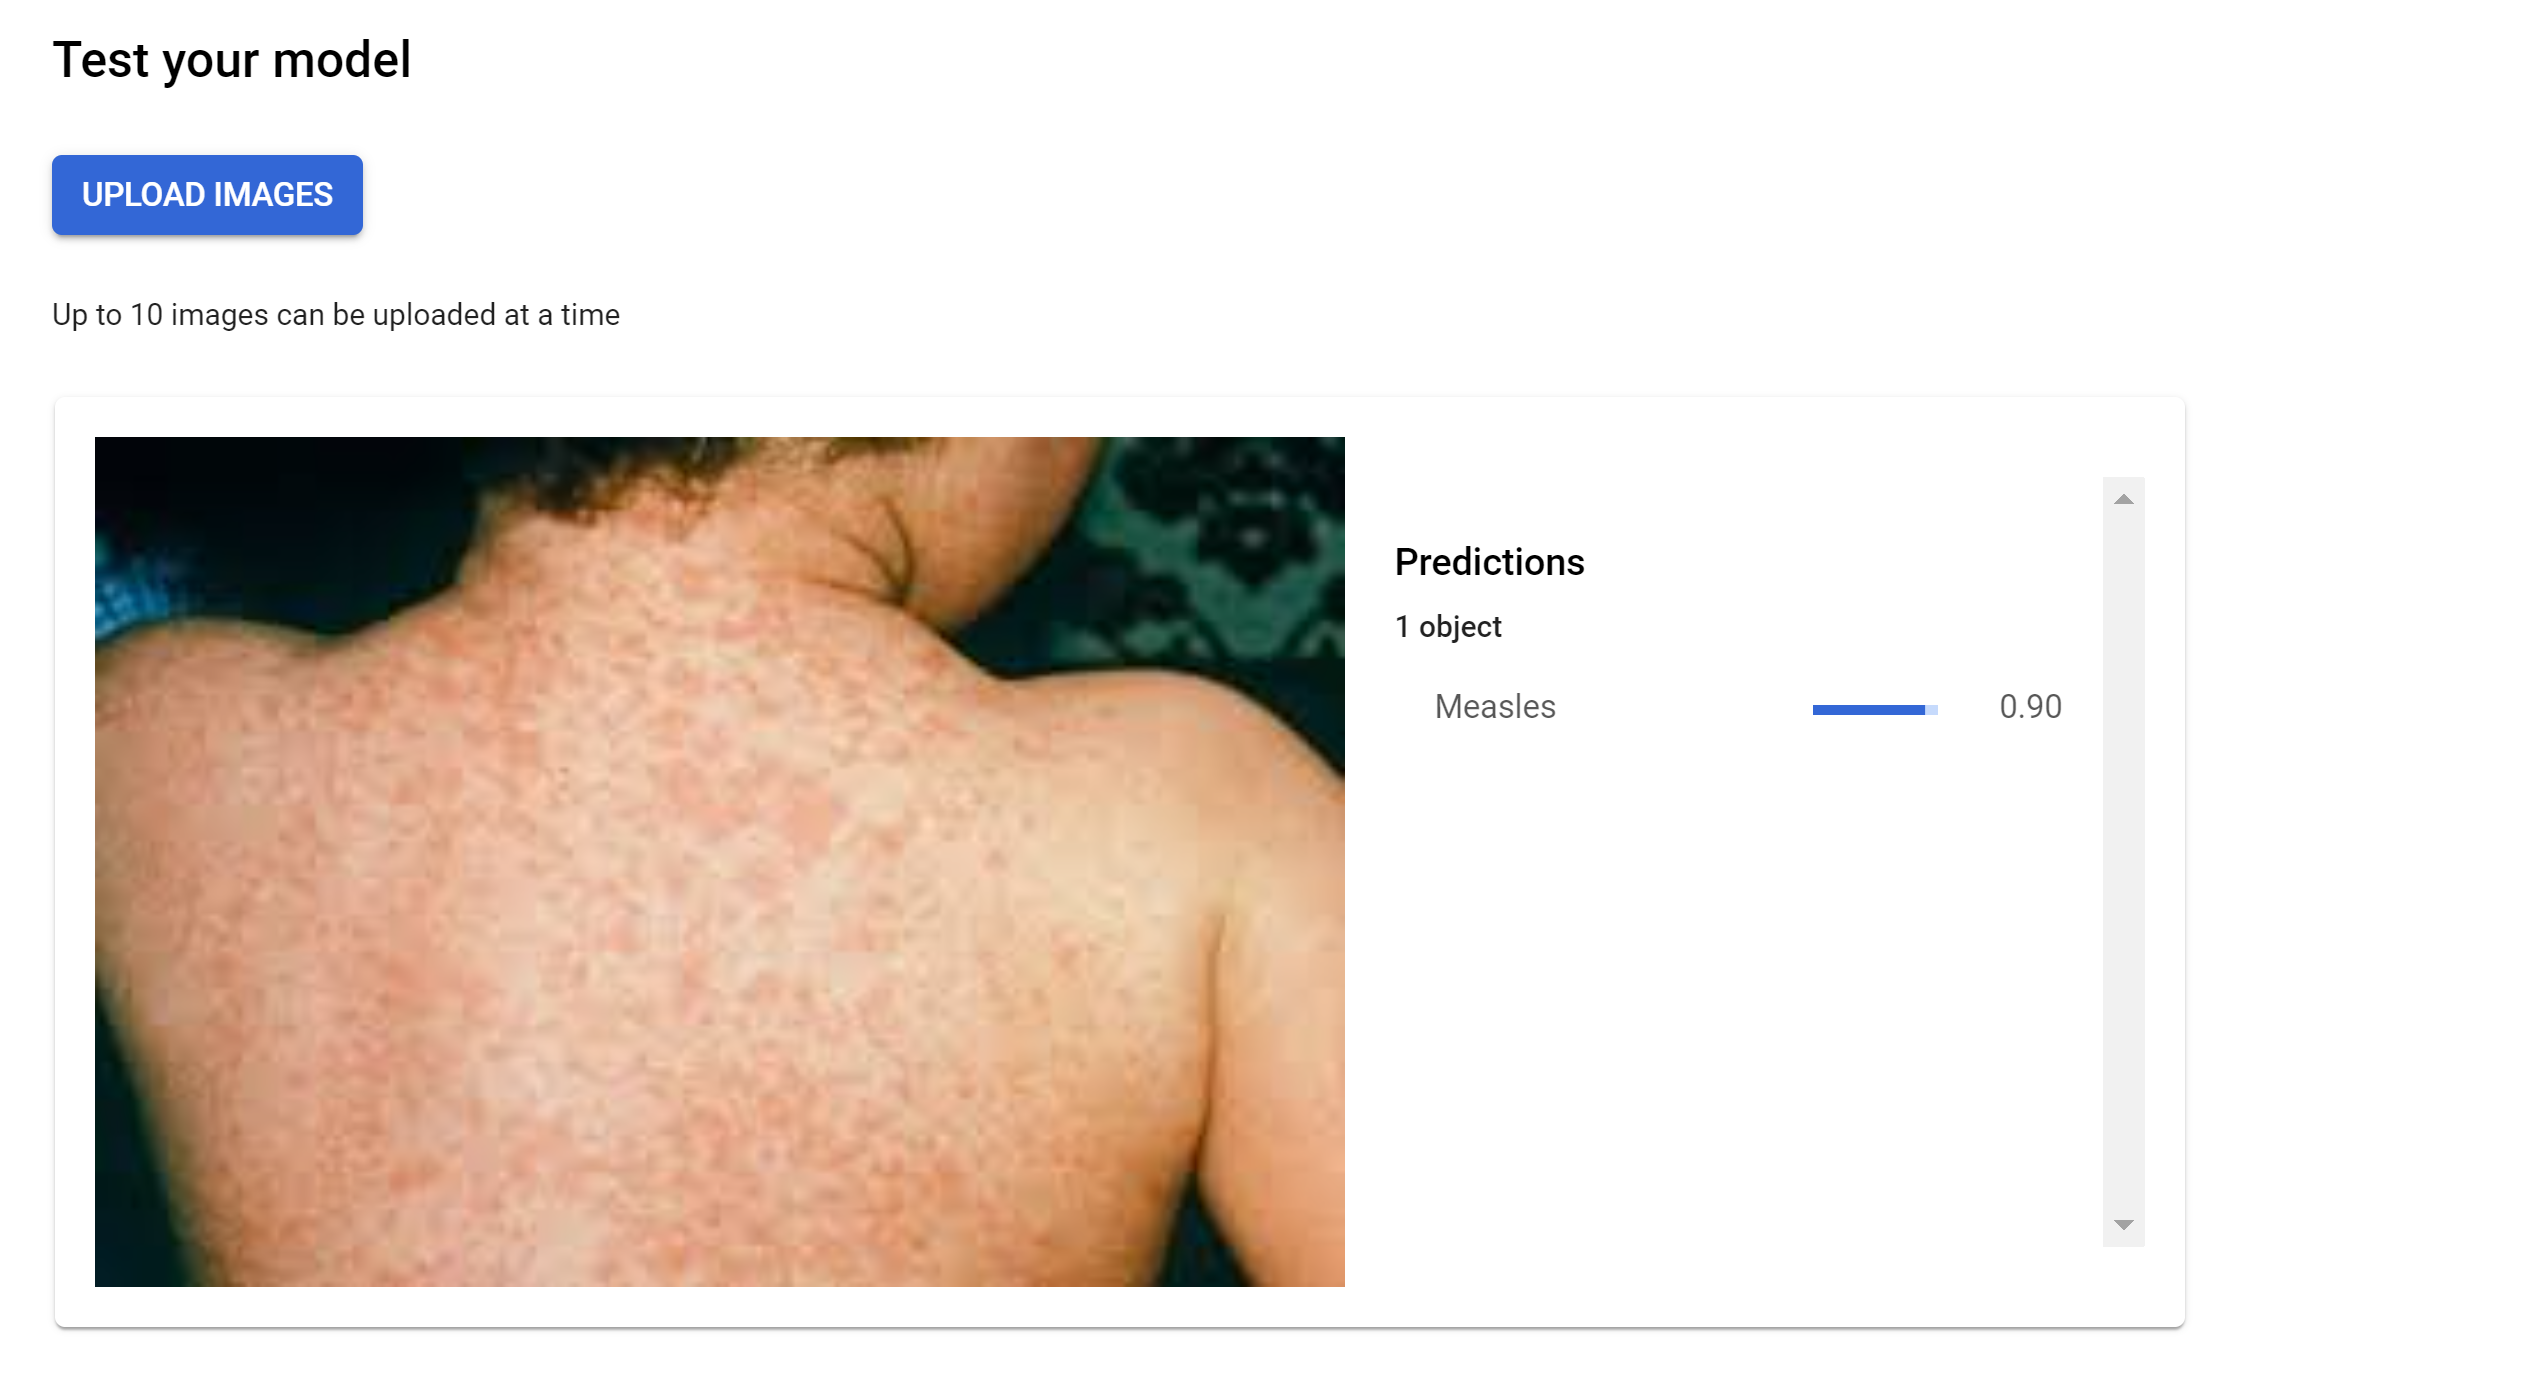 Test your model
UPLOAD IMAGES
Up to 10 images can be uploaded at a time
Predictions
1 object
Measles 0.90